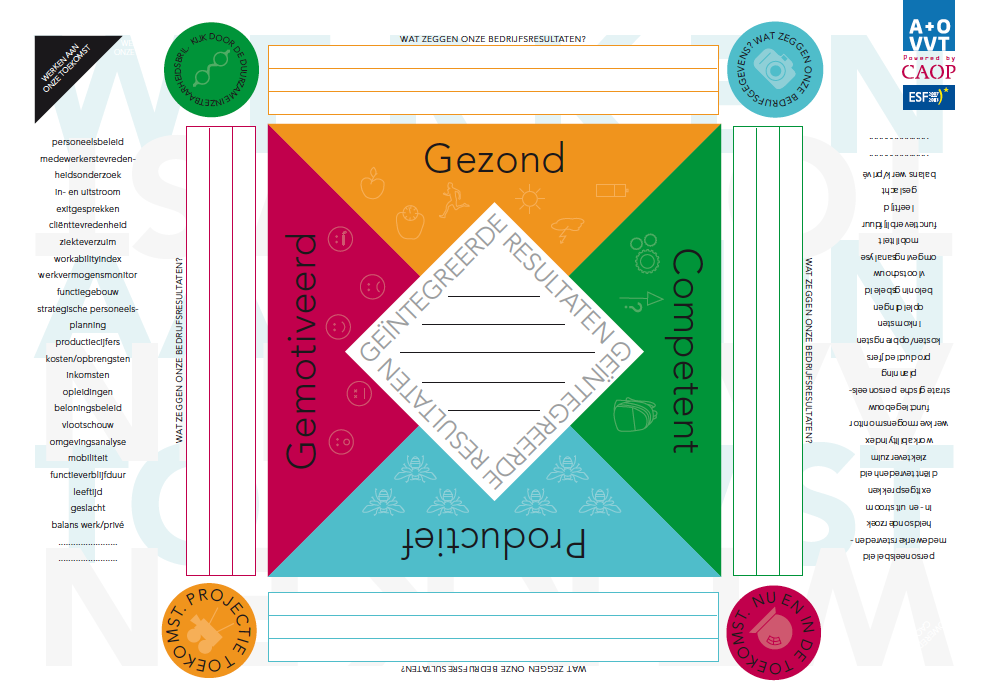 WERKEN AAN
ONZE TOEKOMST
KIJK DOOR DE DUURZAME INZETBAARHEIDSBRIL.
WAT ZEGGEN ONZE BEDRIJFSRESULTATEN?
WAT ZEGGEN ONZE BEDRIJFSGEGEVENS?
A+O
VVT
Powered by
CAOP
ESF
personeelsbeleid
medewerkerstevreden-
heidsonderzoek
in- en uitstroom
exitgesprekken
cliënttevredenheid
ziekteverzuim
workabilityindex
werkvermogensmonitor
functiegebouw
strategische personeels-
planning
productiecijfers
kosten/opbrengsten
inkomsten
opleidingen
beloningsbeleid
vlootschouw
omgevingsanalyse
mobiliteit
functieverblijfduur
leeftijd
geslacht
balans werk/privé
........................
........................
WAT ZEGGEN ONZE BEDRIJFSRESULTATEN?
Gezond
Gemotiveerd
Competent
Productief
GEÏNTEGREERDE RESULTATEN
GEÏNTEGREERDE RESULTATEN
WAT ZEGGEN ONZE BEDRIJFSRESULTATEN?
personeelsbeleid
medewerkerstevreden-
heidsonderzoek
in- en uitstroom
exitgesprekken
cliënttevredenheid
ziekteverzuim
workability index
werkvermogensmonitor
functiegebouw
strategische personeels-
planning
productiecijfers
kosten/opbrengsten
inkomsten
opleidingen
beloningsbeleid
vlootschouw
omgevingsanalyse
mobiliteit
functieverblijfduur
leeftijd
geslacht
balans werk/privé
........................
........................
PROJECTIE TOEKOMST.
WAT ZEGGEN ONZE BEDRIJFSRESULTATEN?
NU EN IN DE TOEKOMST.